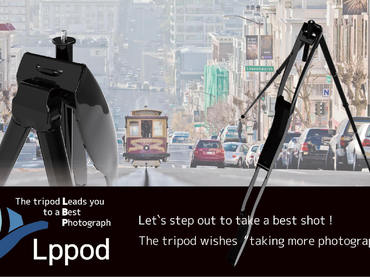 The tripod Leads you
to a Best
Photograph
Lppod
Let`s step out to take a best shot !
The tripod wishes “taking more photogra